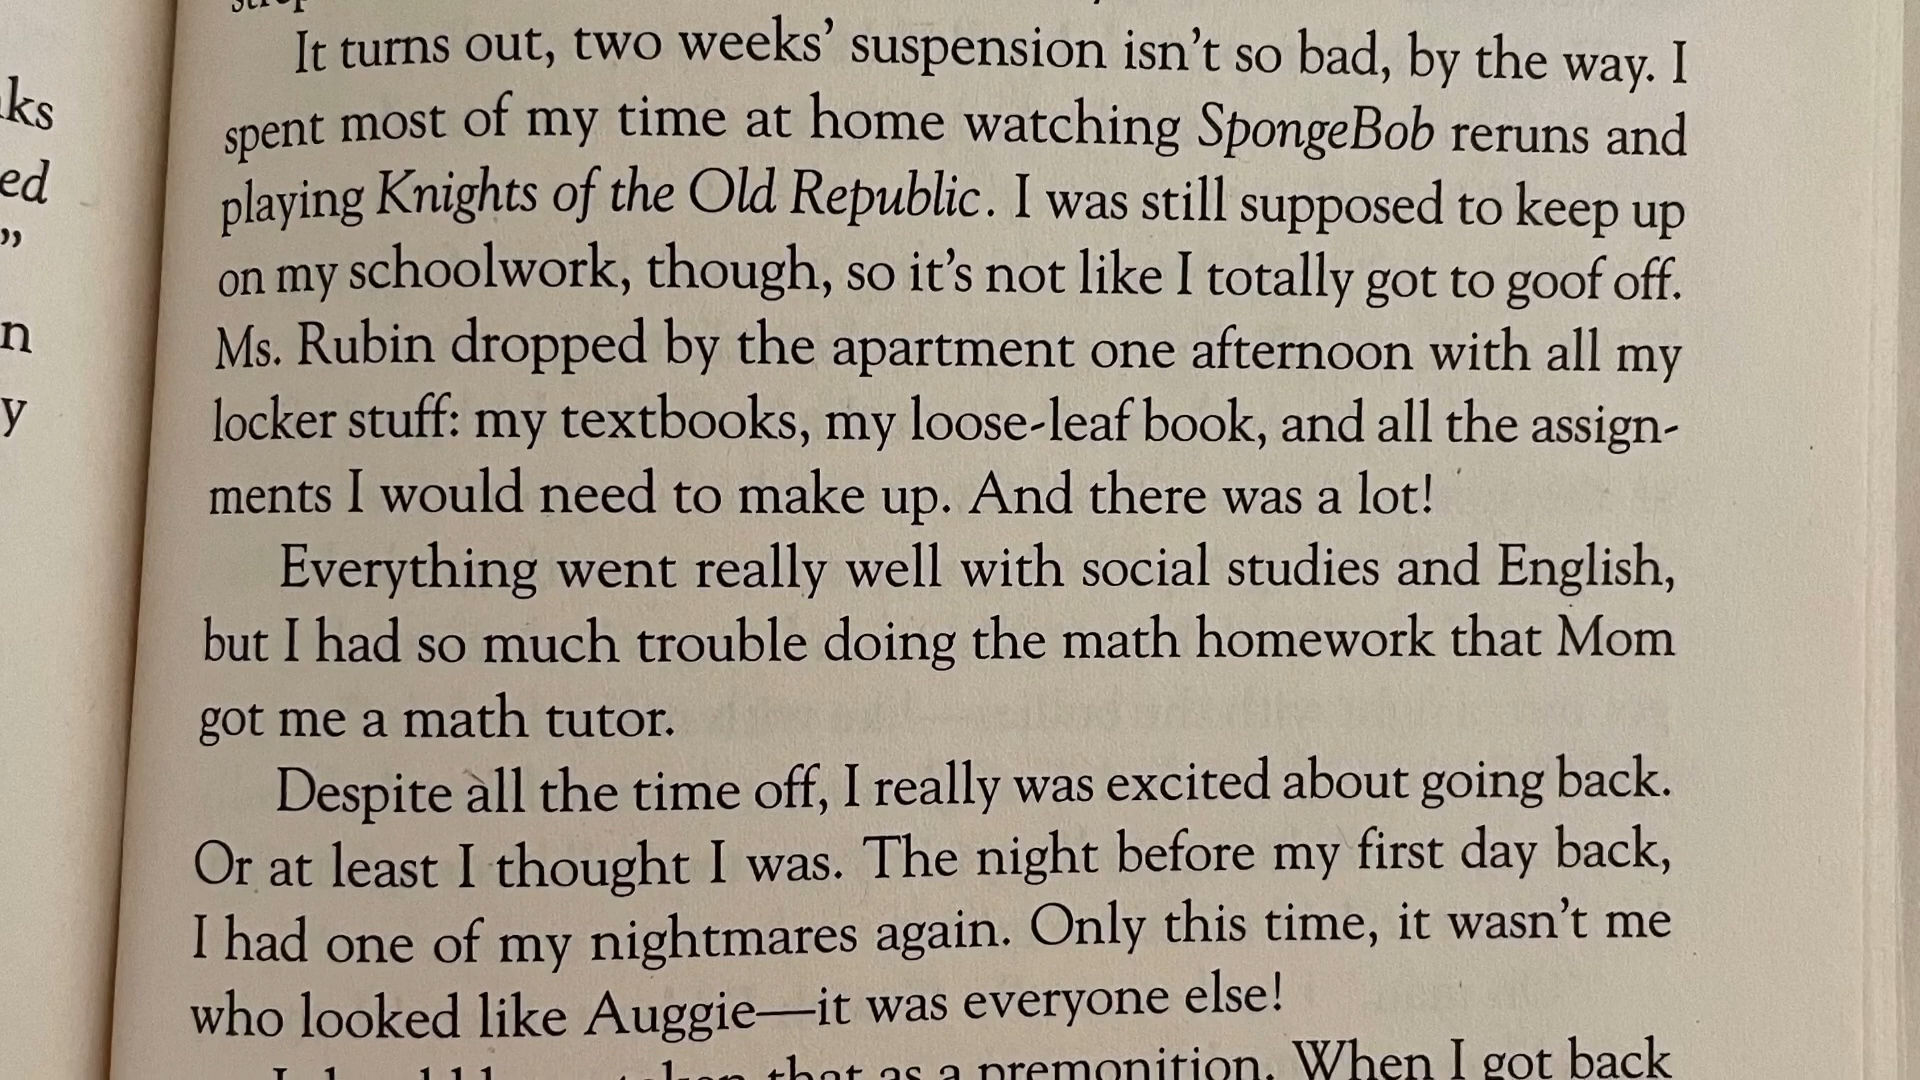 It turns out, two weeks’ suspension isn’t so bad, by the way. I
spent most of my time at home watching SpongeBob reruns and
playing Knights of the Old Republic. I was still supposed to keep up
on my schoolwork, though, so it’s not like I totally got to goof off.
Ms. Rubin dropped by the apartment one afternoon with all my
locker stuff: my textbooks, my loose-leaf book, and all the assign-
ments I would need to make up. And there was a lot!
Everything went really well with social studies and English,
but I had so much trouble doing the math homework that Mom
got me a math tutor.
Despite all the time off, I really was excited about going back.
Or at least I thought I was. The night before my first day back,
I had one of my nightmares again. Only this time, it wasn’t me
who looked like Auggie—it was everyone else!
that as a premonition. When I got back